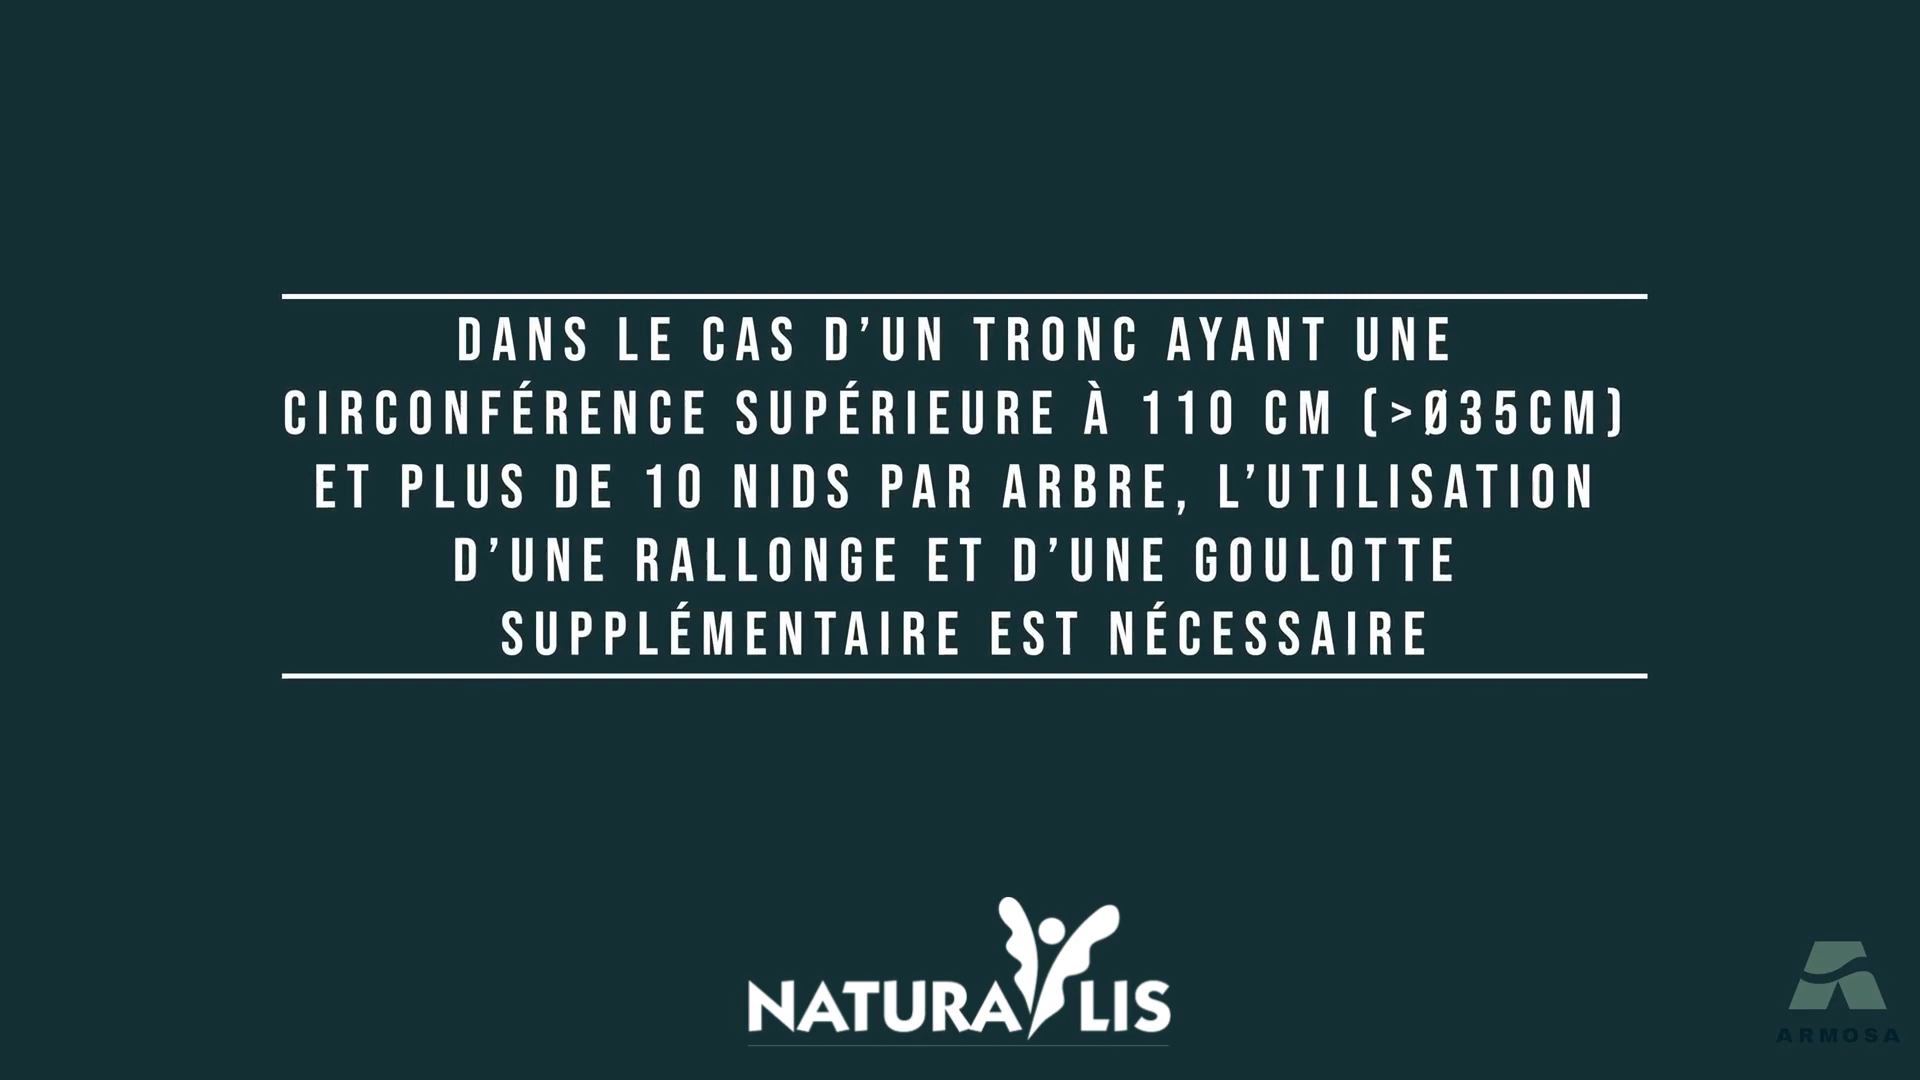 DANS LE CAS D’UN TRONC AYANT UNE
CIRCONFÉRENCE SUPÉRIEURE À 110 CM (>Ø35CM)
ET PLUS DE 10 NIDS PAR ARBRE, L’UTILISATION
D’UNE RALLONGE ET D’UNE GOULOTTE
SUPPLÉMENTAIRE EST NÉCESSAIRE
NATURALIS
ARMOSA